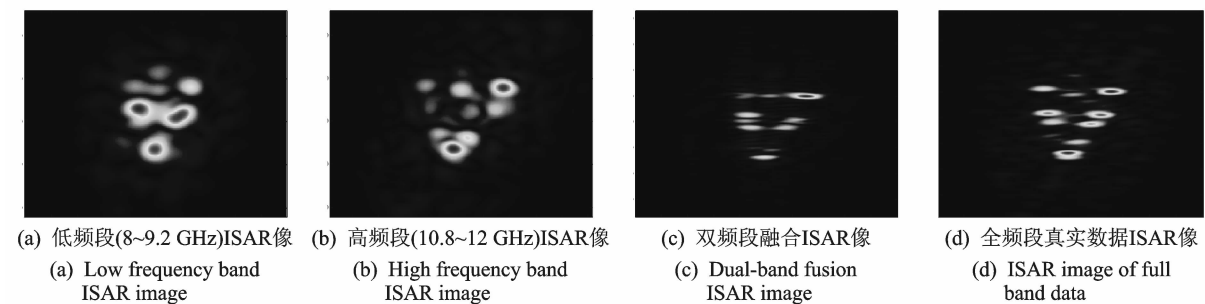 (a) 低频段(8~9.2 GHz)ISAR像
(a) Low frequency band
ISAR image
(b) 高频段(10.8~12 GHz)ISAR像
(b) High frequency band
ISAR image
(c) 双频段融合ISAR像
(c) Dual-band fusion
ISAR image
(d) 全频段真实数据ISAR像
(d) ISAR image of full
band data